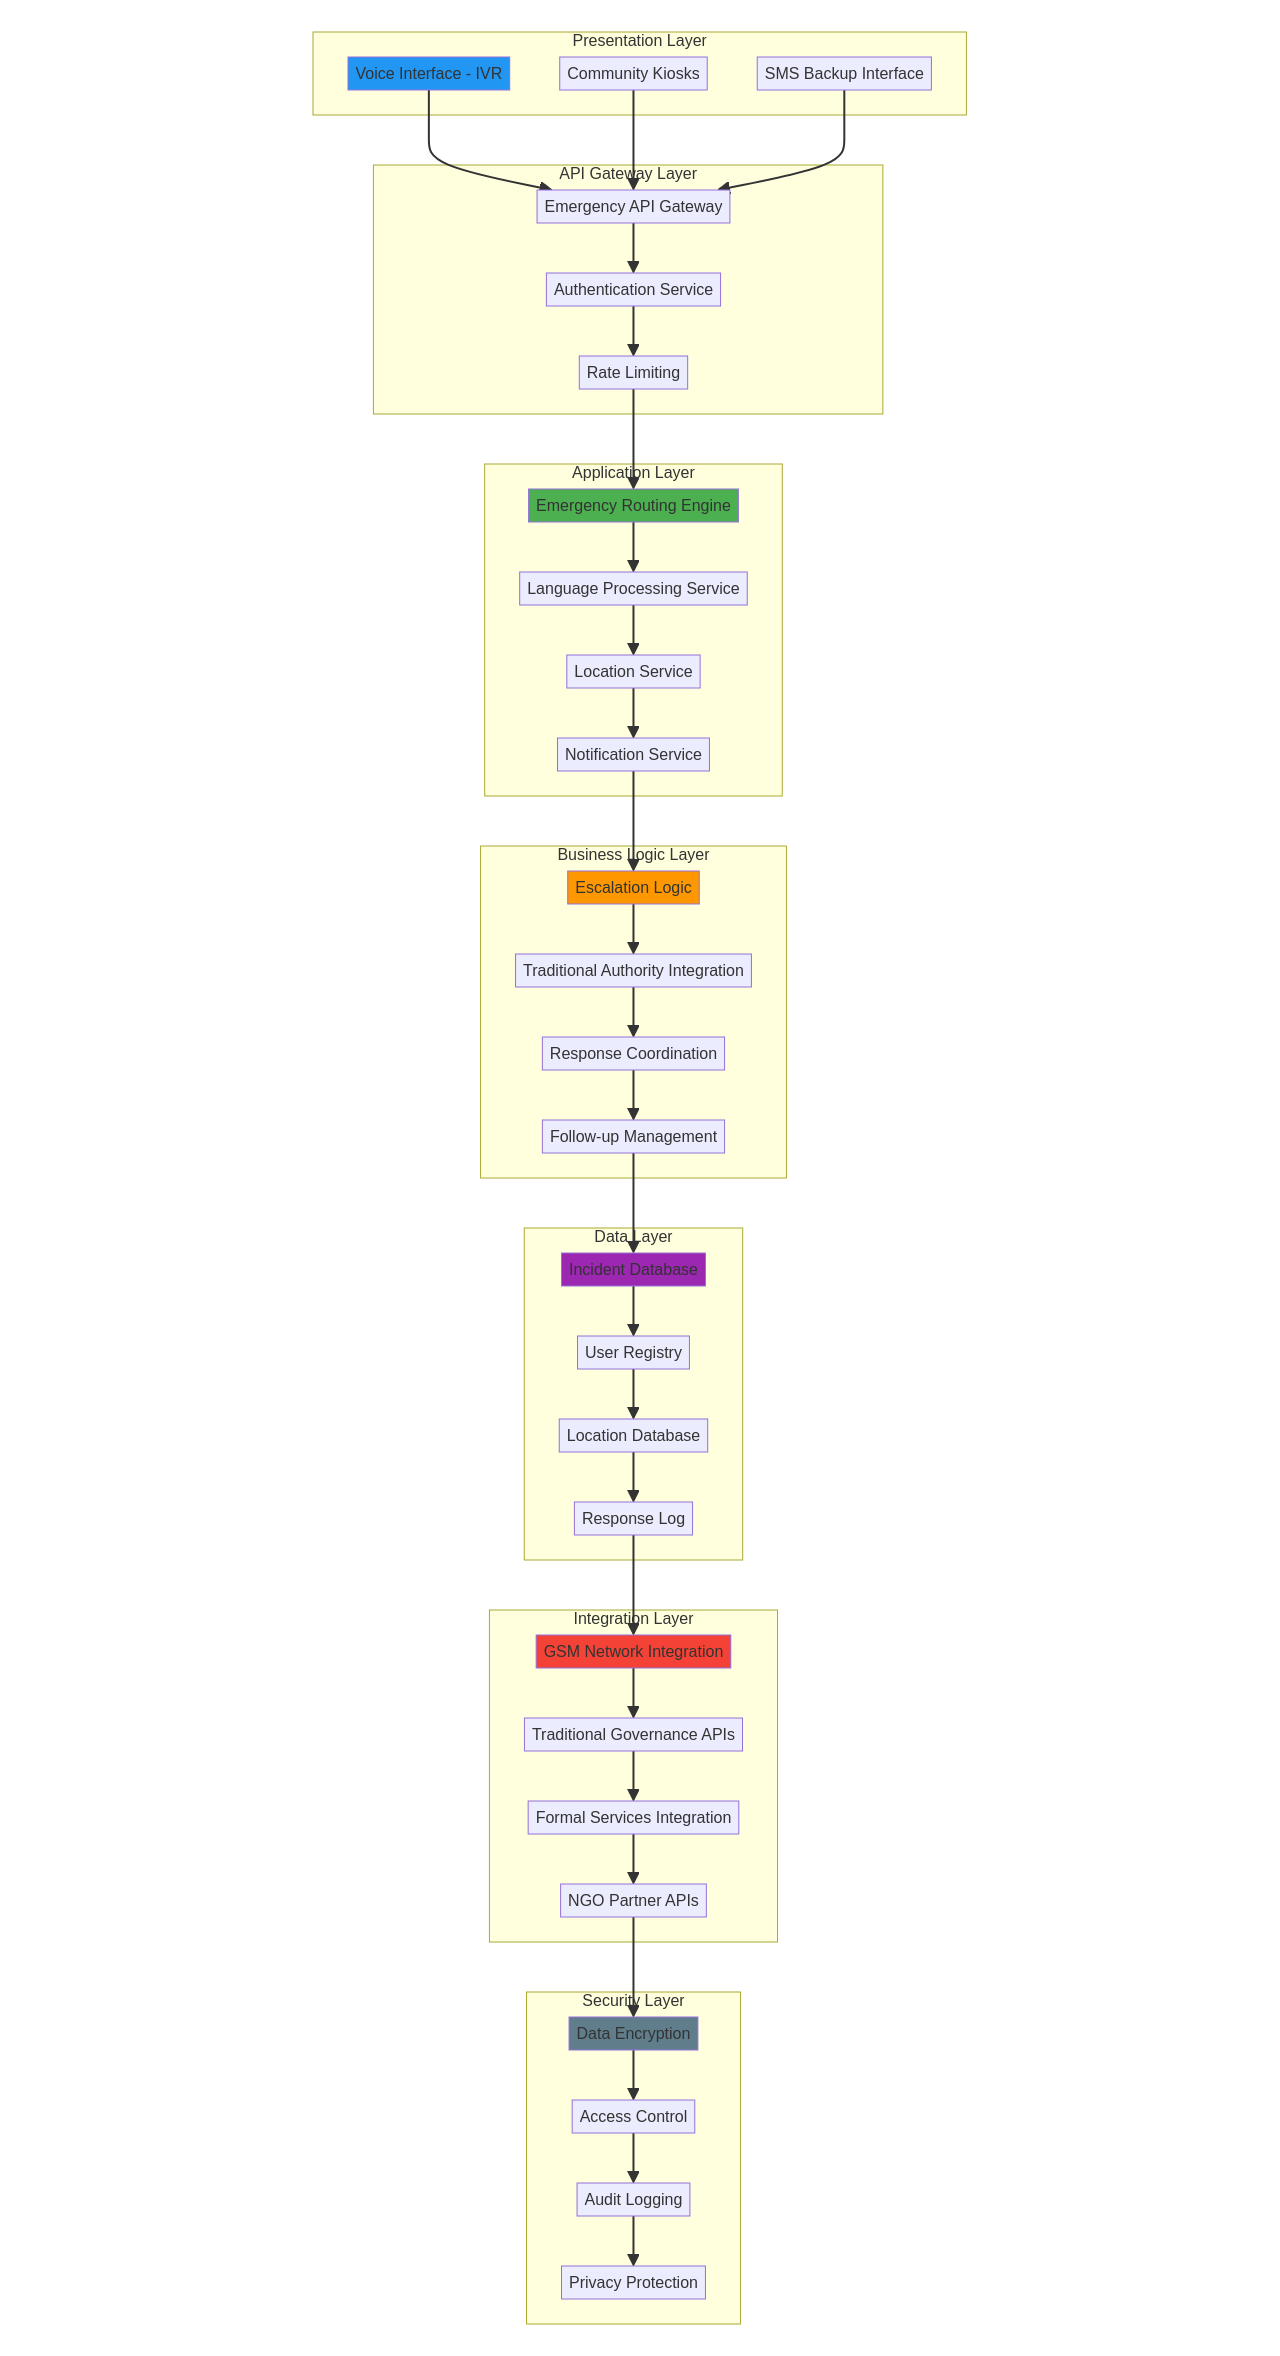 Presentation Layer
Voice Interface - IVR
Community Kiosks
SMS Backup Interface
API Gateway Layer
Emergency API Gateway
Authentication Service
Rate Limiting
Application Layer
Emergency Routing Engine
Language Processing Service
Location Service
Notification Service
Business Logic Layer
Escalation Logic
Traditional Authority Integration
Response Coordination
Follow-up Management
Data Layer
Incident Database
User Registry
Location Database
Response Log
Integration Layer
GSM Network Integration
Traditional Governance APIs
Formal Services Integration
NGO Partner APIs
Security Layer
Data Encryption
Access Control
Audit Logging
Privacy Protection